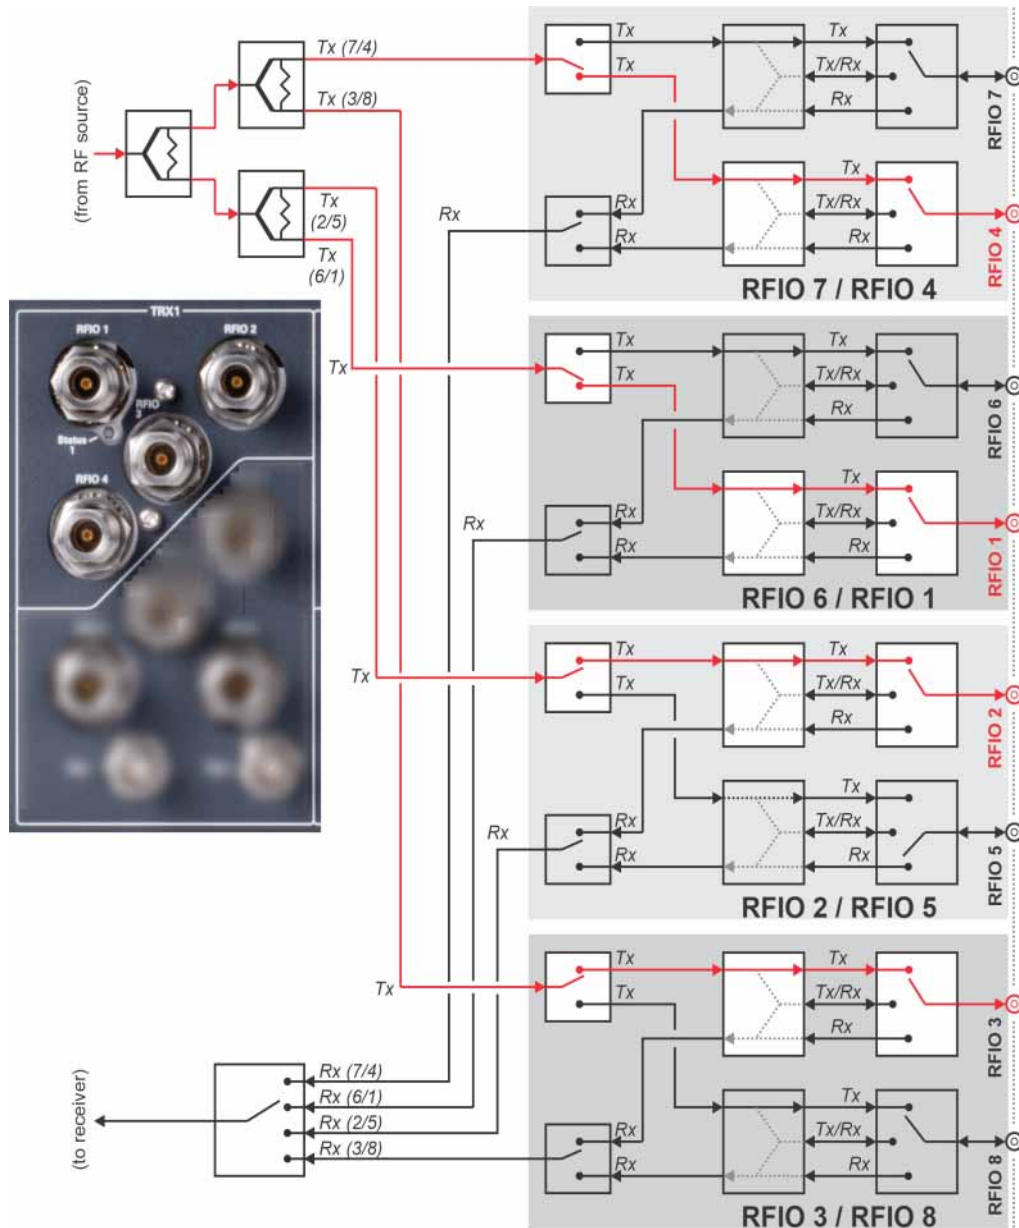 (from RF source)
Tx (7/4)
Tx (3/8)
Tx
(2/5)
Tx
(6/1)
Tx
Tx
Tx
Tx/Rx
Rx
RFIO 7
Rx
Rx
Rx
Tx
Tx/Rx
Rx
RFIO 4
RFIO 7 / RFIO 4
TRX1
RFIO 1
RFIO 2
RFIO
3
Status
1
RFIO 4
Tx
Tx
Tx
Tx
Tx/Rx
Rx
RFIO 6
Rx
Rx
Rx
Tx
Tx/Rx
Rx
RFIO 1
RFIO 6 / RFIO 1
Tx
Tx
Tx
Tx
Tx/Rx
Rx
RFIO 2
Rx
Rx
Rx
Tx
Tx/Rx
Rx
RFIO 5
RFIO 2 / RFIO 5
Tx
Tx
Tx
Tx
Tx/Rx
Rx
RFIO 3
(to receiver)
Rx (7/4)
Rx (6/1)
Rx (2/5)
Rx (3/8)
Rx
Rx
Tx
Tx/Rx
Rx
RFIO 8
RFIO 3 / RFIO 8